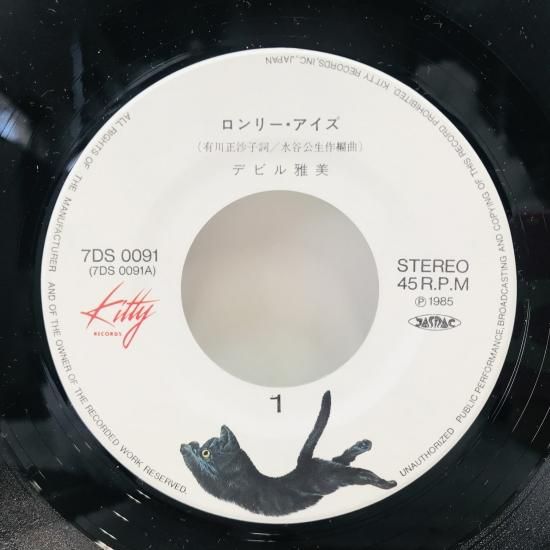 ロンリー・アイズ
(有川正沙子詞/水谷公生作編曲)
デビル雅美
7DS 0091
(7DS 0091A)
Kitty
RECORDS
STEREO
45 R.P.M
Ⓟ 1985
JASRAC
1
ALL RIGHTS OF THE MANUFACTURER AND OF THE OWNER OF THE RECORDED WORK RESERVED.
UNAUTHORIZED PUBLIC PERFORMANCE, BROADCASTING AND COPYING OF THIS RECORD PROHIBITED. KITTY RECORDS, INC, JAPAN